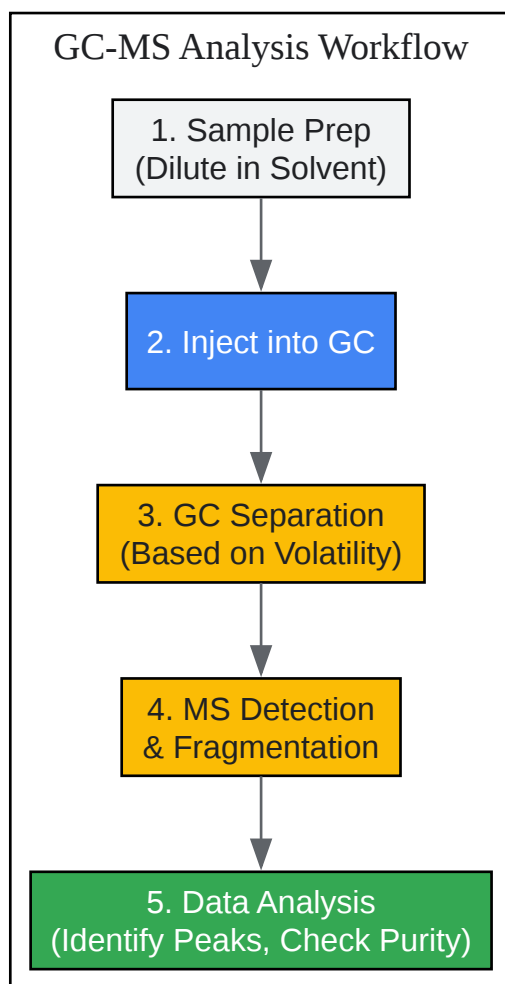 GC-MS Analysis Workflow
1. Sample Prep
(Dilute in Solvent)
2. Inject into GC
3. GC Separation
(Based on Volatility)
4. MS Detection
& Fragmentation
5. Data Analysis
(Identify Peaks, Check Purity)